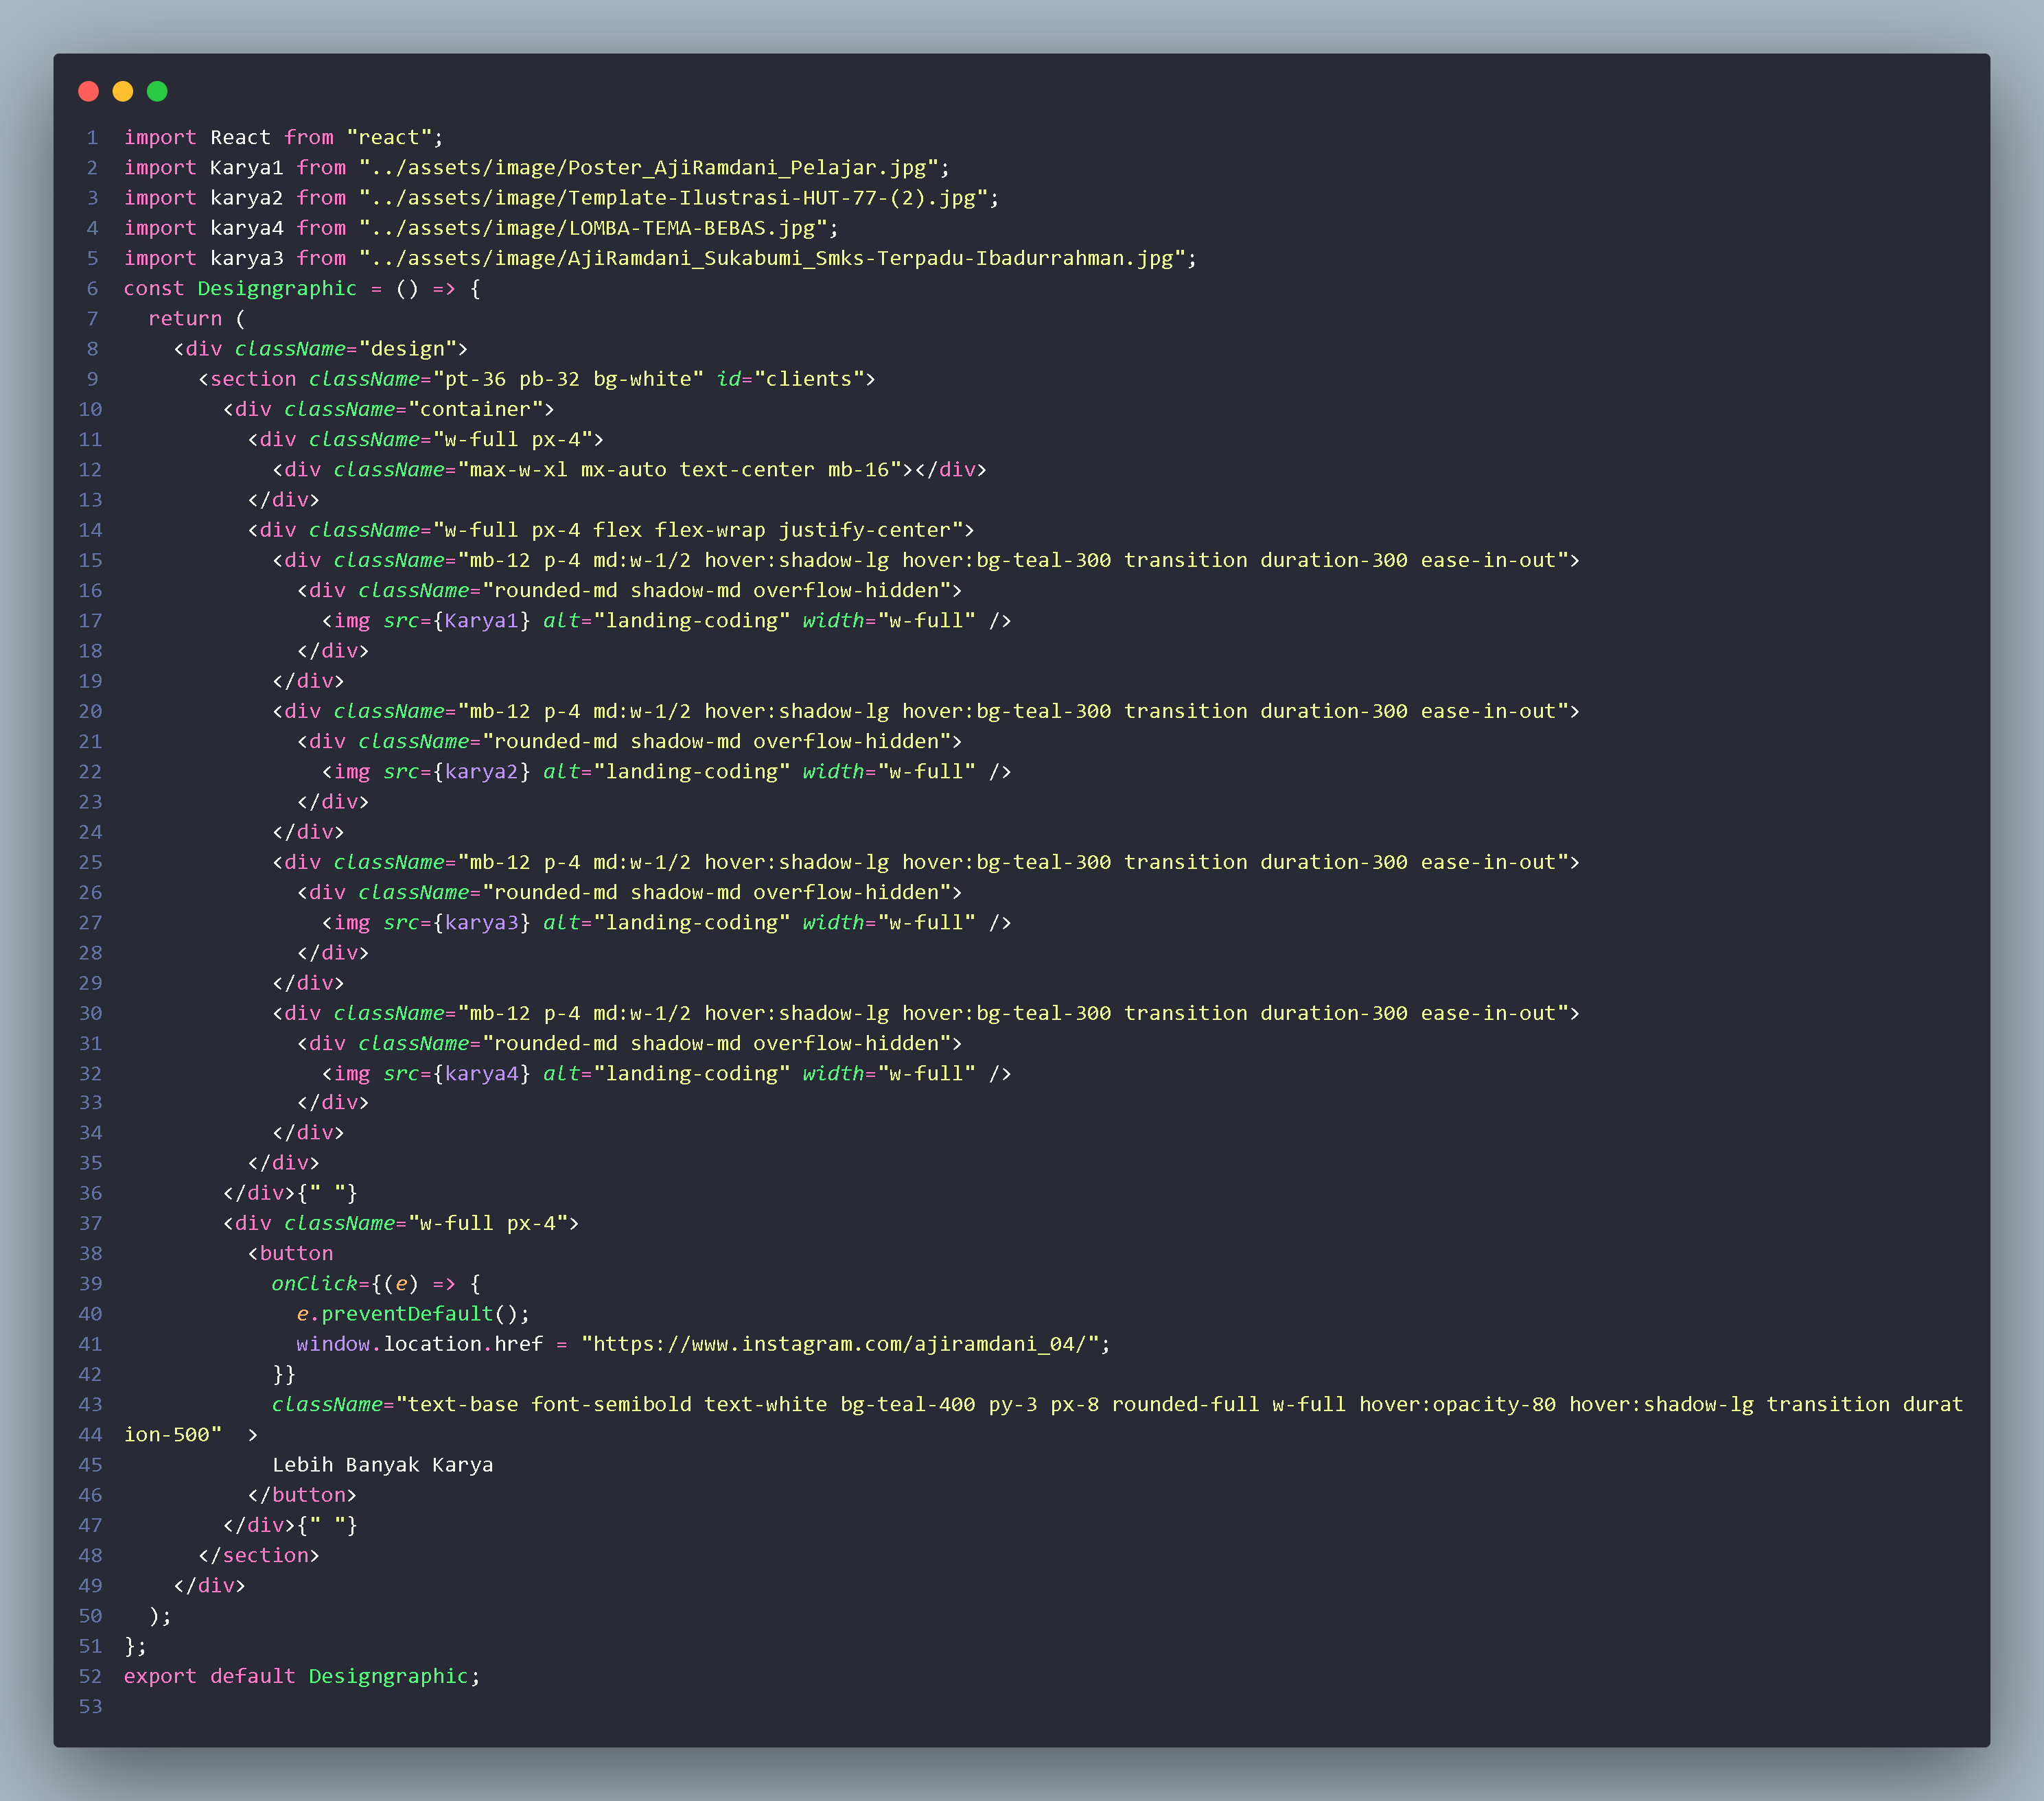 1 import React from "react";
2 import Karya1 from "../assets/image/Poster_AjiRamdani_Pelajar.jpg";
3 import karya2 from "../assets/image/Template-Ilustrasi-HUT-77-(2).jpg";
4 import karya4 from "../assets/image/LOMBA-TEMA-BEBAS.jpg";
5 import karya3 from "../assets/image/AjiRamdani_Sukabumi_Smks-Terpadu-Ibadurrahman.jpg";
6 const Designgraphic = () => {
7   return (
8     <div className="design">
9       <section className="pt-36 pb-32 bg-white" id="clients">
10         <div className="container">
11           <div className="w-full px-4">
12             <div className="max-w-xl mx-auto text-center mb-16"></div>
13           </div>
14           <div className="w-full px-4 flex flex-wrap justify-center">
15             <div className="mb-12 p-4 md:w-1/2 hover:shadow-lg hover:bg-teal-300 transition duration-300 ease-in-out">
16               <div className="rounded-md shadow-md overflow-hidden">
17                 <img src={Karya1} alt="landing-coding" width="w-full" />
18               </div>
19             </div>
20             <div className="mb-12 p-4 md:w-1/2 hover:shadow-lg hover:bg-teal-300 transition duration-300 ease-in-out">
21               <div className="rounded-md shadow-md overflow-hidden">
22                 <img src={karya2} alt="landing-coding" width="w-full" />
23               </div>
24             </div>
25             <div className="mb-12 p-4 md:w-1/2 hover:shadow-lg hover:bg-teal-300 transition duration-300 ease-in-out">
26               <div className="rounded-md shadow-md overflow-hidden">
27                 <img src={karya3} alt="landing-coding" width="w-full" />
28               </div>
29             </div>
30             <div className="mb-12 p-4 md:w-1/2 hover:shadow-lg hover:bg-teal-300 transition duration-300 ease-in-out">
31               <div className="rounded-md shadow-md overflow-hidden">
32                 <img src={karya4} alt="landing-coding" width="w-full" />
33               </div>
34             </div>
35           </div>
36         </div>{" "}
37         <div className="w-full px-4">
38           <button
39             onClick={(e) => {
40               e.preventDefault();
41               window.location.href = "https://www.instagram.com/ajiramdani_04/";
42             }}
43             className="text-base font-semibold text-white bg-teal-400 py-3 px-8 rounded-full w-full hover:opacity-80 hover:shadow-lg transition durat
44 ion-500"  >
45             Lebih Banyak Karya
46           </button>
47         </div>{" "}
48       </section>
49     </div>
50   );
51 };
52 export default Designgraphic;
53